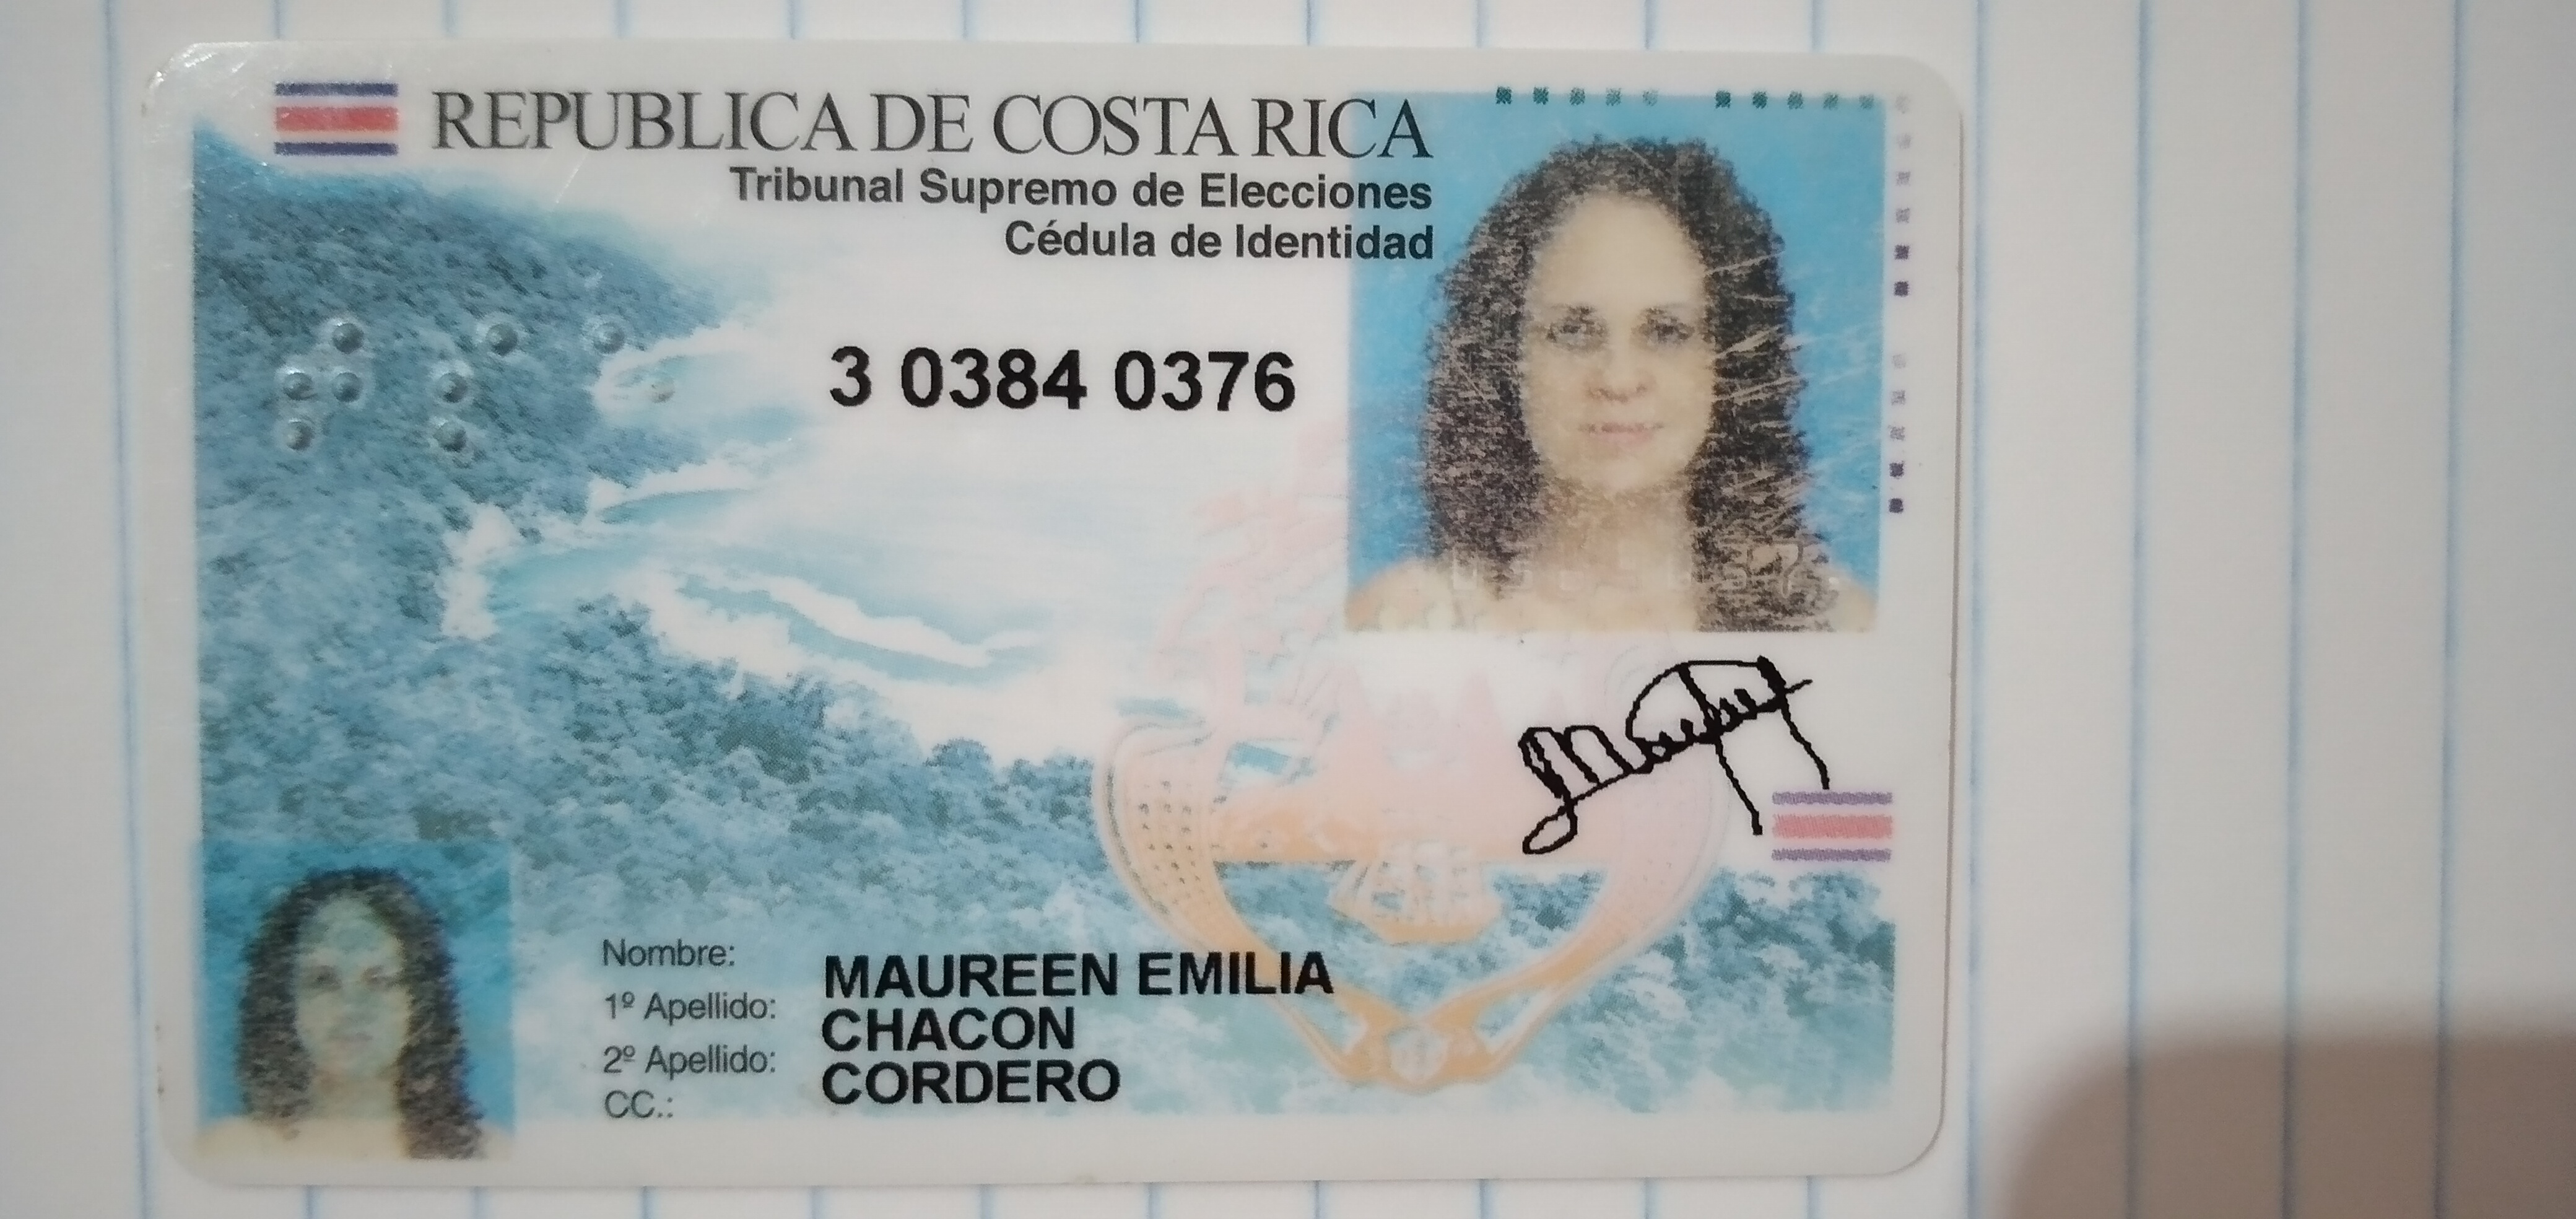 REPUBLICA DE COSTA RICA
Tribunal Supremo de Elecciones
Cédula de Identidad
3 0384 0376
Nombre: MAUREEN EMILIA
1º Apellido: CHACON
2º Apellido: CORDERO
CC.: